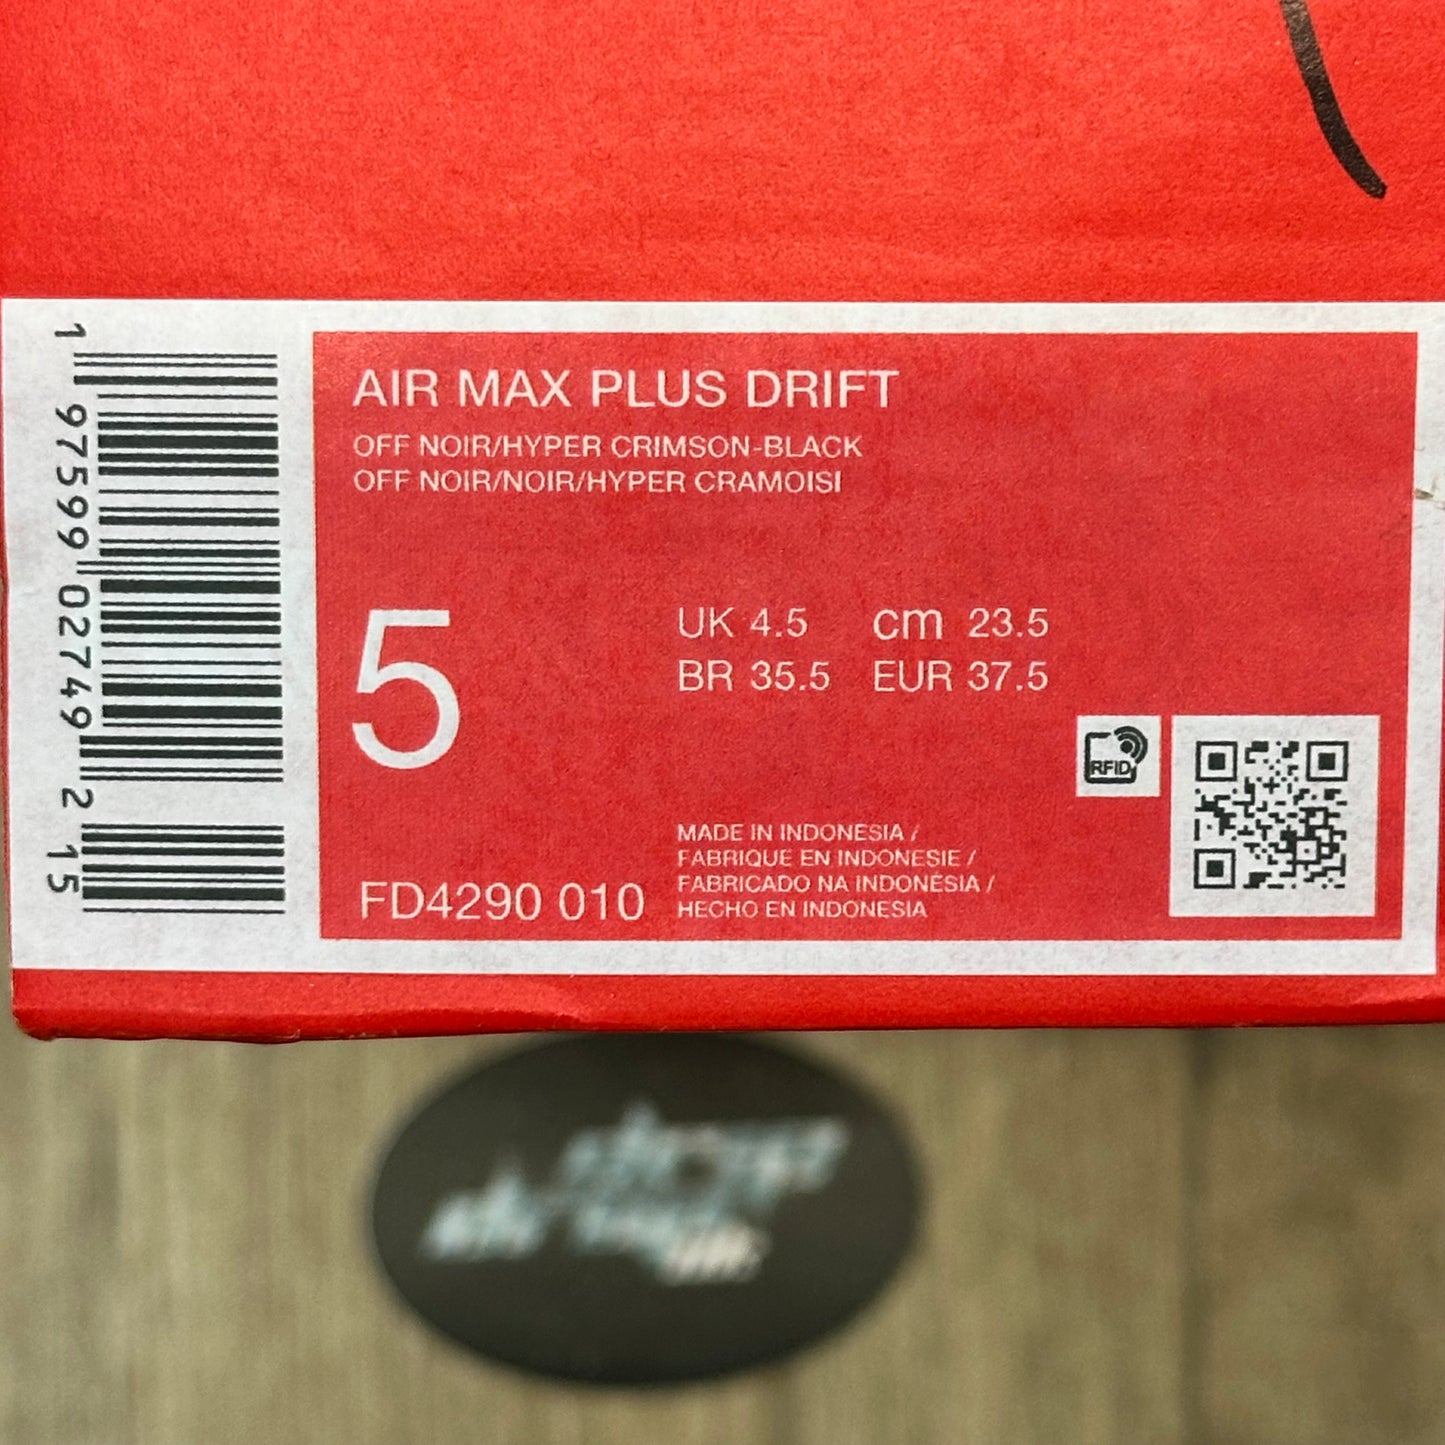 AIR MAX PLUS DRIFT
OFF NOIR/HYPER CRIMSON-BLACK
OFF NOIR/NOIR/HYPER CRAMOISI
5
UK 4.5 cm 23.5
BR 35.5 EUR 37.5
RFID
MADE IN INDONESIA /
FABRIQUE EN INDONESIE /
FABRICADO NA INDONÉSIA /
HECHO EN INDONESIA
FD4290 010
1 97599 02749 2 15